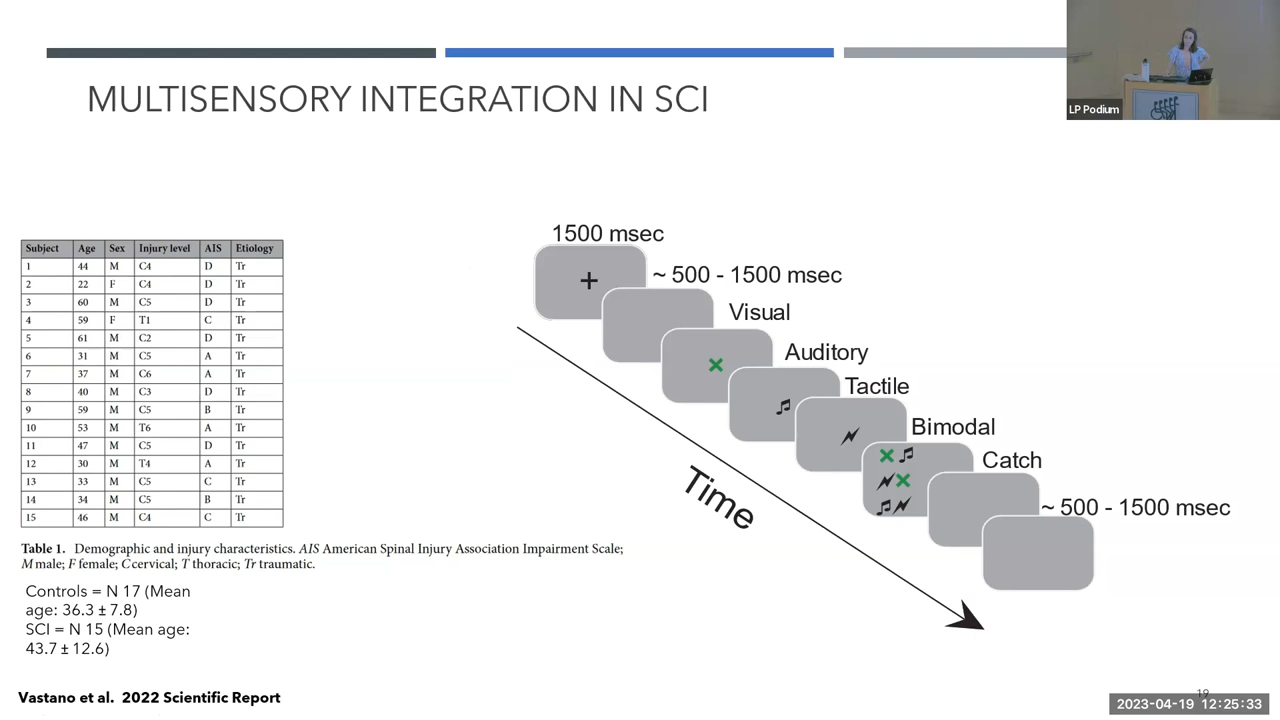 LP Podium
MULTISENSORY INTEGRATION IN SCI
Subject Age Sex Injury level AIS Etiology
1 44 M C4 D Tr
2 22 F C4 D Tr
3 60 M C5 D Tr
4 59 F T1 C Tr
5 61 M C2 D Tr
6 31 M C5 A Tr
7 37 M C6 A Tr
8 40 M C3 D Tr
9 59 M C5 B Tr
10 53 M T6 A Tr
11 47 M C5 D Tr
12 30 M T4 A Tr
13 33 M C5 C Tr
14 34 M C5 B Tr
15 46 M C4 C Tr
Table 1. Demographic and injury characteristics. AIS American Spinal Injury Association Impairment Scale;
M male; F female; C cervical; T thoracic; Tr traumatic.
Controls = N 17 (Mean
age: 36.3 ± 7.8)
SCI = N 15 (Mean age:
43.7 ± 12.6)
1500 msec
~ 500 - 1500 msec
Visual
Auditory
Tactile
Bimodal
Catch
~ 500 - 1500 msec
Time
Vastano et al. 2022 Scientific Report
19
2023-04-19 12:25:33